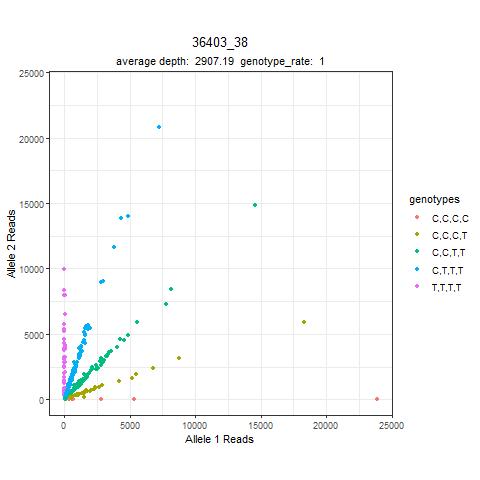 36403_38
average depth:  2907.19  genotype_rate:  1
25000
20000
15000
10000
5000
0
Allele 2 Reads
0
5000
10000
15000
20000
25000
Allele 1 Reads
genotypes
C,C,C,C
C,C,C,T
C,C,T,T
C,T,T,T
T,T,T,T